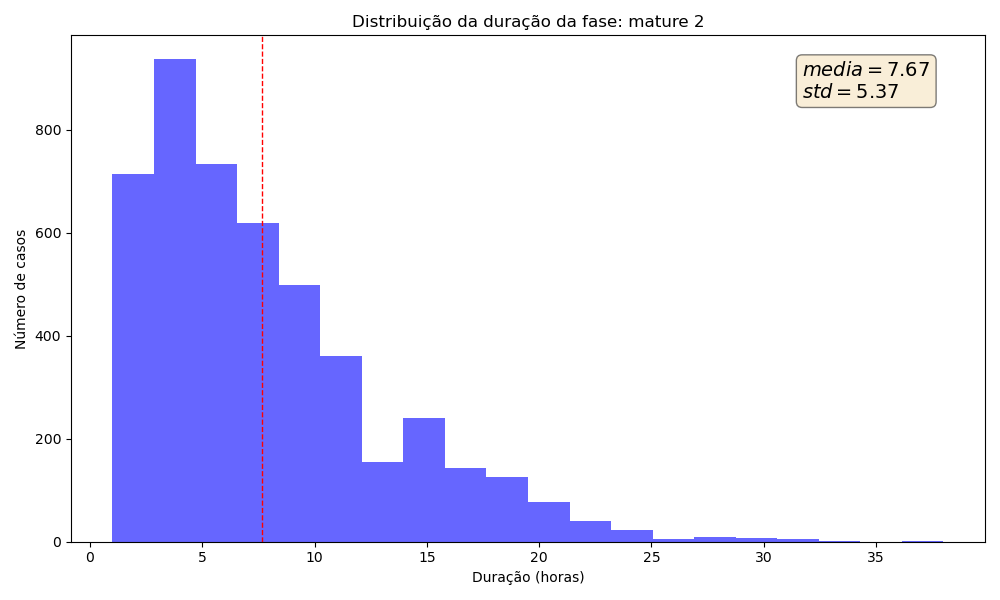 Distribuição da duração da fase: mature 2
media = 7.67
std = 5.37
Número de casos
800
600
400
200
0
0 5 10 15 20 25 30 35
Duração (horas)